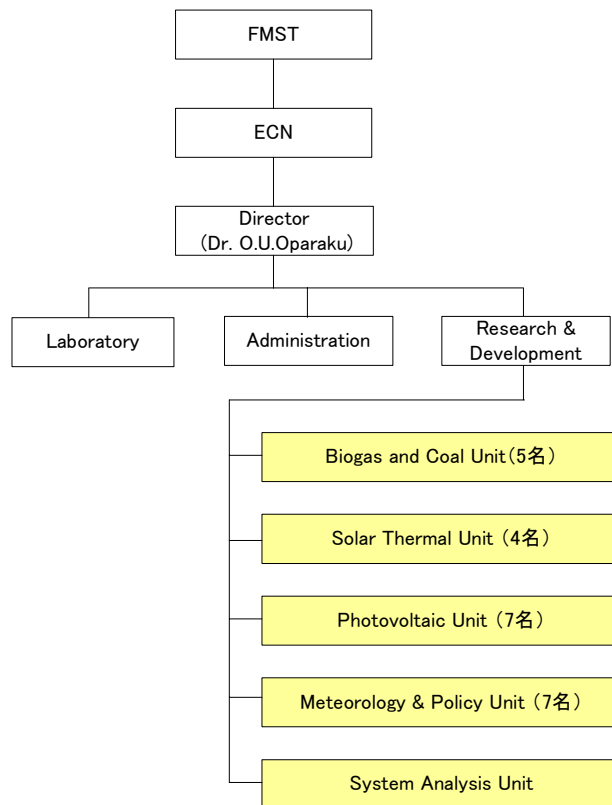 FMST
ECN
Director
(Dr. O.U.Oparaku)
Laboratory
Administration
Research &
Development
Biogas and Coal Unit(5名)
Solar Thermal Unit (4名)
Photovoltaic Unit (7名)
Meteorology & Policy Unit (7名)
System Analysis Unit